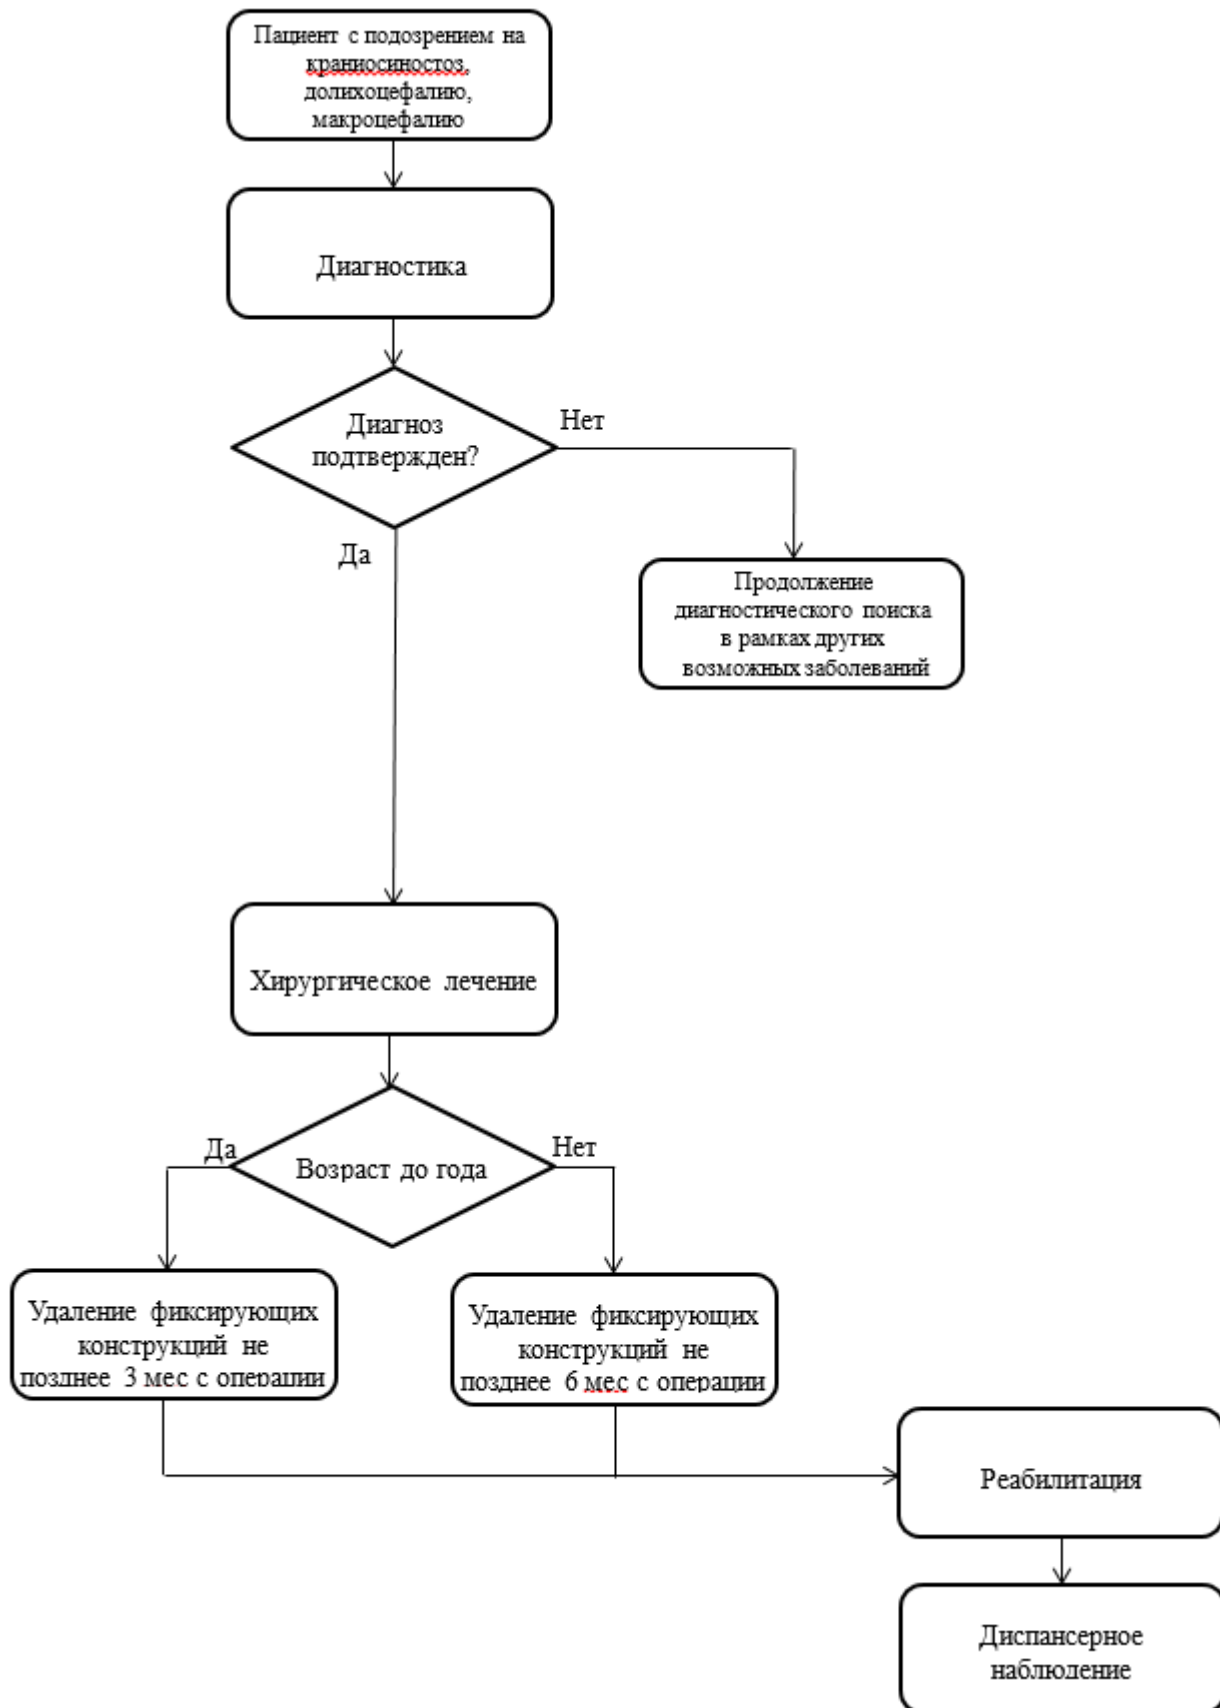 Пациент с подозрением на
краниосиностоз,
долихоцефалию,
макроцефалию
Диагностика
Диагноз
подтвержден?
Нет
Да
Продолжение
диагностического поиска
в рамках других
возможных заболеваний
Хирургическое лечение
Возраст до года
Да
Нет
Удаление фиксирующих
конструкций не
позднее 3 мес с операции
Удаление фиксирующих
конструкций не
позднее 6 мес с операции
Реабилитация
Диспансерное
наблюдение